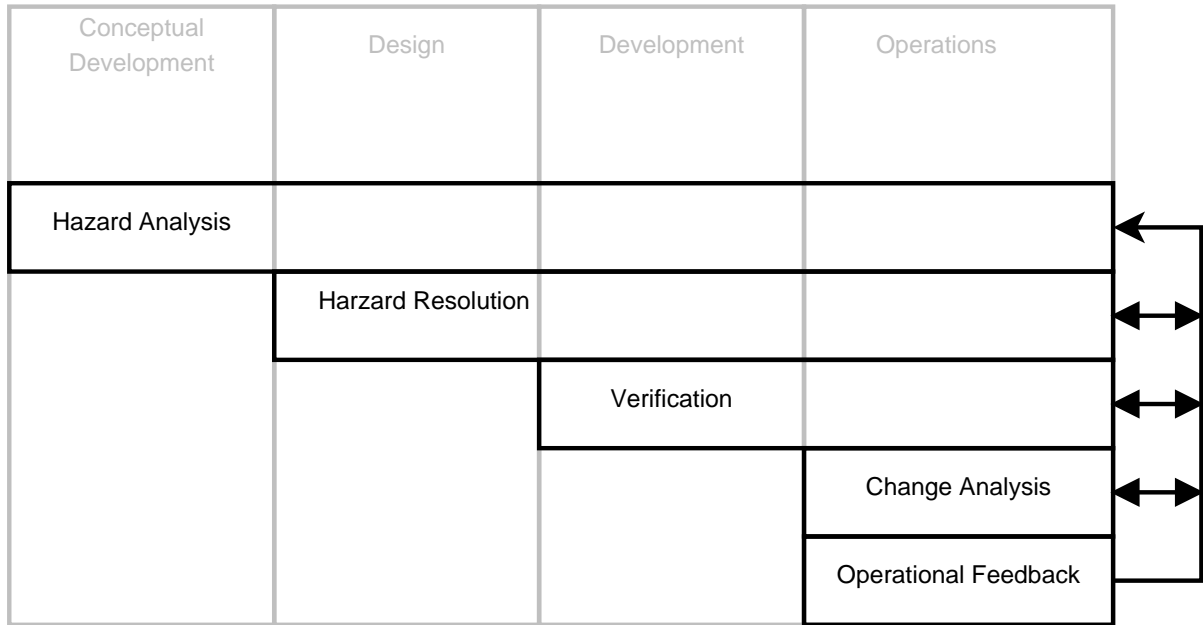 Conceptual
Development
Design
Development
Operations
Hazard Analysis
Harzard Resolution
Verification
Change Analysis
Operational Feedback